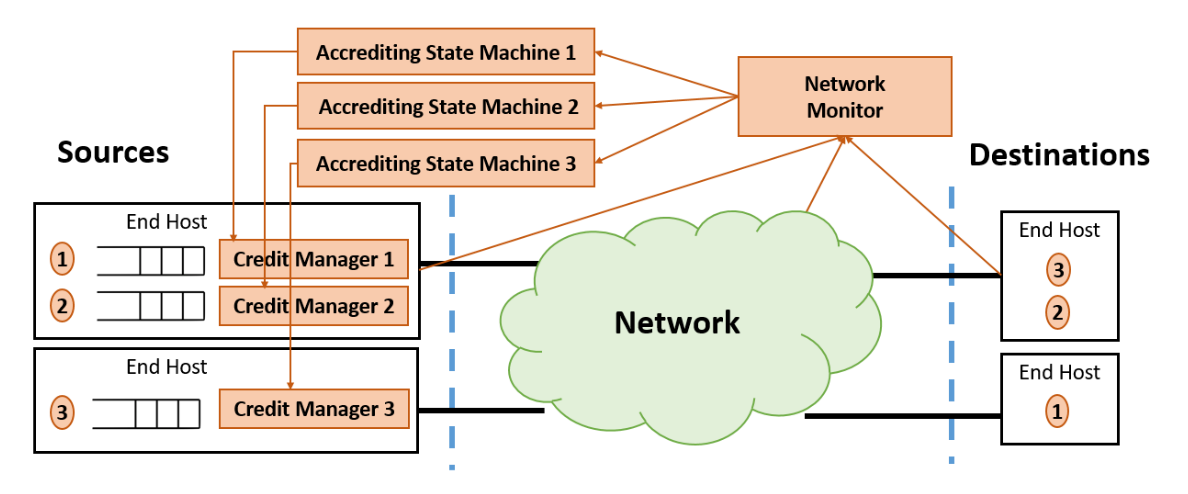 Accrediting State Machine 1
Accrediting State Machine 2
Accrediting State Machine 3
Network
Monitor
Sources
Destinations
End Host
1
Credit Manager 1
2
Credit Manager 2
End Host
3
Credit Manager 3
Network
End Host
3
2
End Host
1